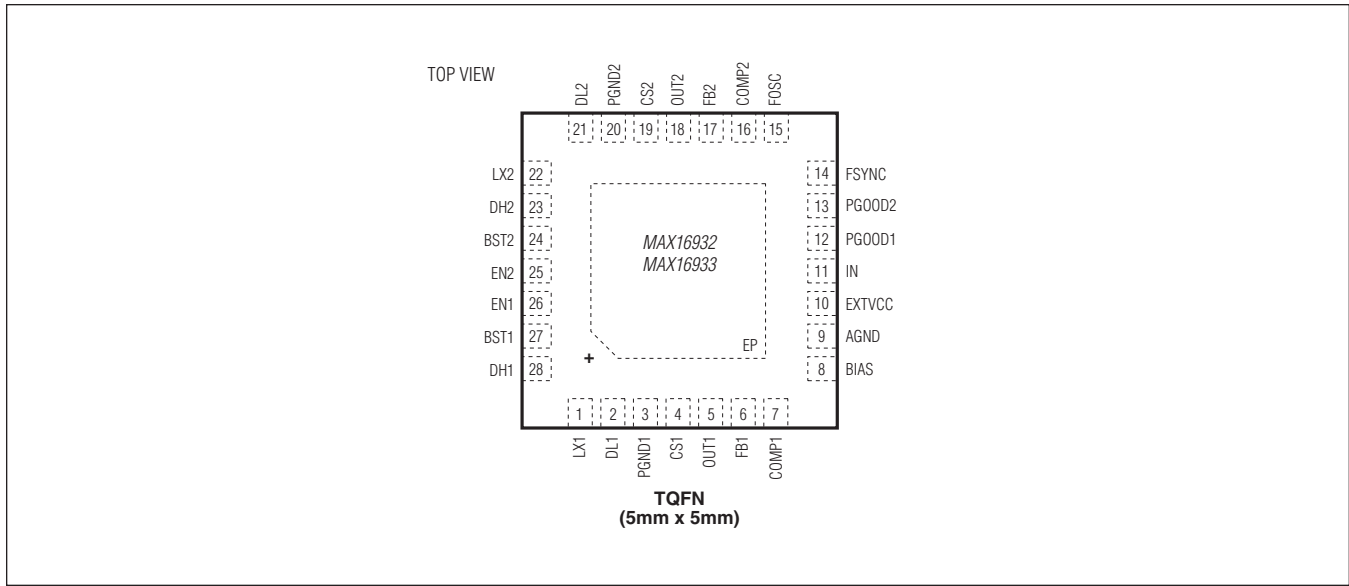 TOP VIEW
DL2 PGND2 CS2 OUT2 FB2 COMP2 FOSC
21 20 19 18 17 16 15
LX2 22 14 FSYNC
DH2 23 13 PGOOD2
BST2 24 12 PGOOD1
MAX16932
MAX16933
EN2 25 11 IN
EN1 26 10 EXTVCC
BST1 27 9 AGND
EP
+
DH1 28 8 BIAS
1 2 3 4 5 6 7
LX1 DL1 PGND1 CS1 OUT1 FB1 COMP1
TQFN
(5mm x 5mm)